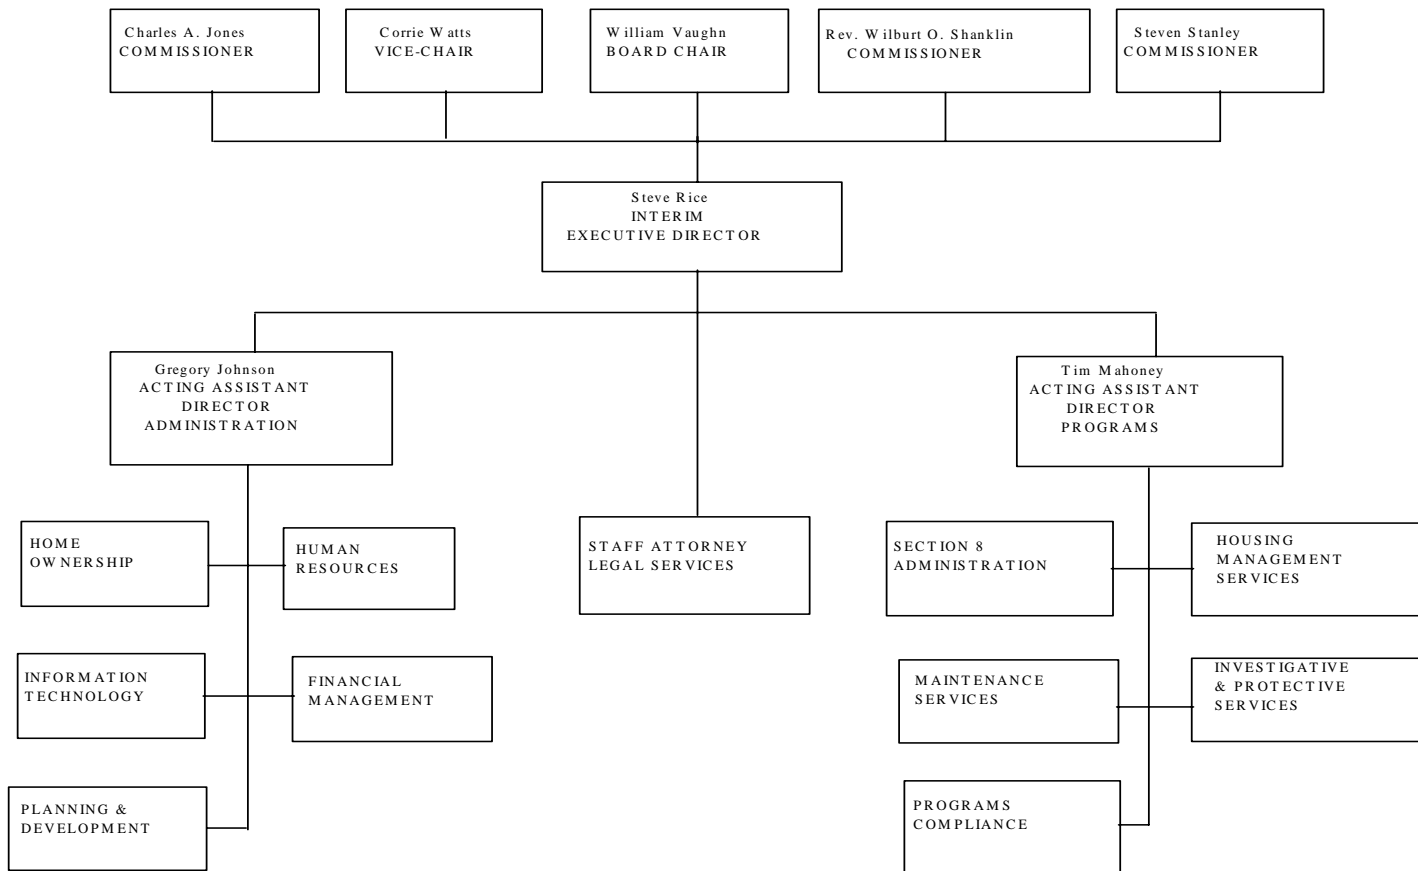 Charles A. Jones
COMMISSIONER
Corrie Watts
VICE-CHAIR
William Vaughn
BOARD CHAIR
Rev. Wilburt O. Shanklin
COMMISSIONER
Steven Stanley
COMMISSIONER
Steve Rice
INTERIM
EXECUTIVE DIRECTOR
Gregory Johnson
ACTING ASSISTANT
DIRECTOR
ADMINISTRATION
Tim Mahoney
ACTING ASSISTANT
DIRECTOR
PROGRAMS
HOME
OWNERSHIP
HUMAN
RESOURCES
STAFF ATTORNEY
LEGAL SERVICES
SECTION 8
ADMINISTRATION
HOUSING
MANAGEMENT
SERVICES
INFORMATION
TECHNOLOGY
FINANCIAL
MANAGEMENT
MAINTENANCE
SERVICES
INVESTIGATIVE
& PROTECTIVE
SERVICES
PLANNING &
DEVELOPMENT
PROGRAMS
COMPLIANCE